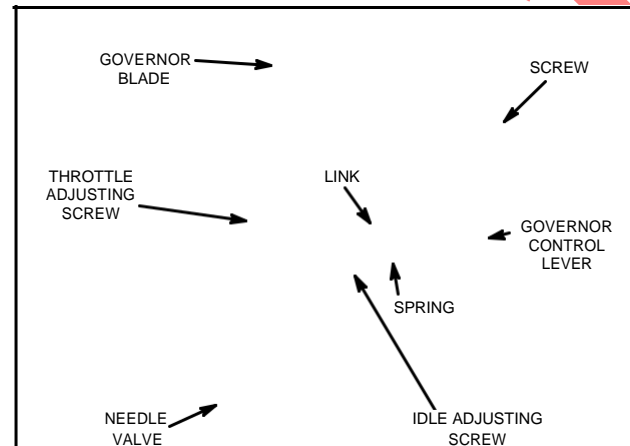 GOVERNOR
BLADE
SCREW
THROTTLE
ADJUSTING
SCREW
LINK
GOVERNOR
CONTROL
LEVER
SPRING
NEEDLE
VALVE
IDLE ADJUSTING
SCREW